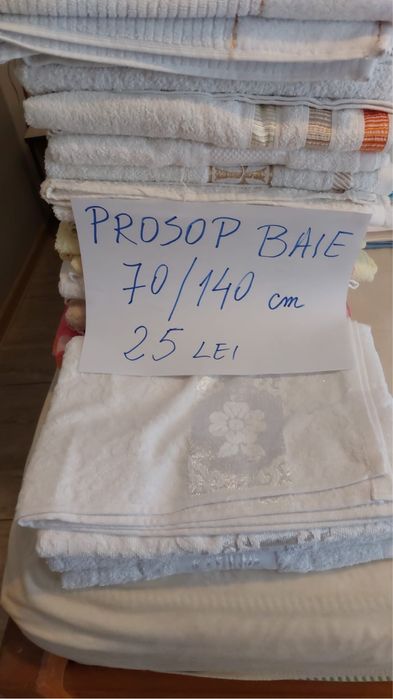 PROSOP BAIE
70/140 cm
25 LEI